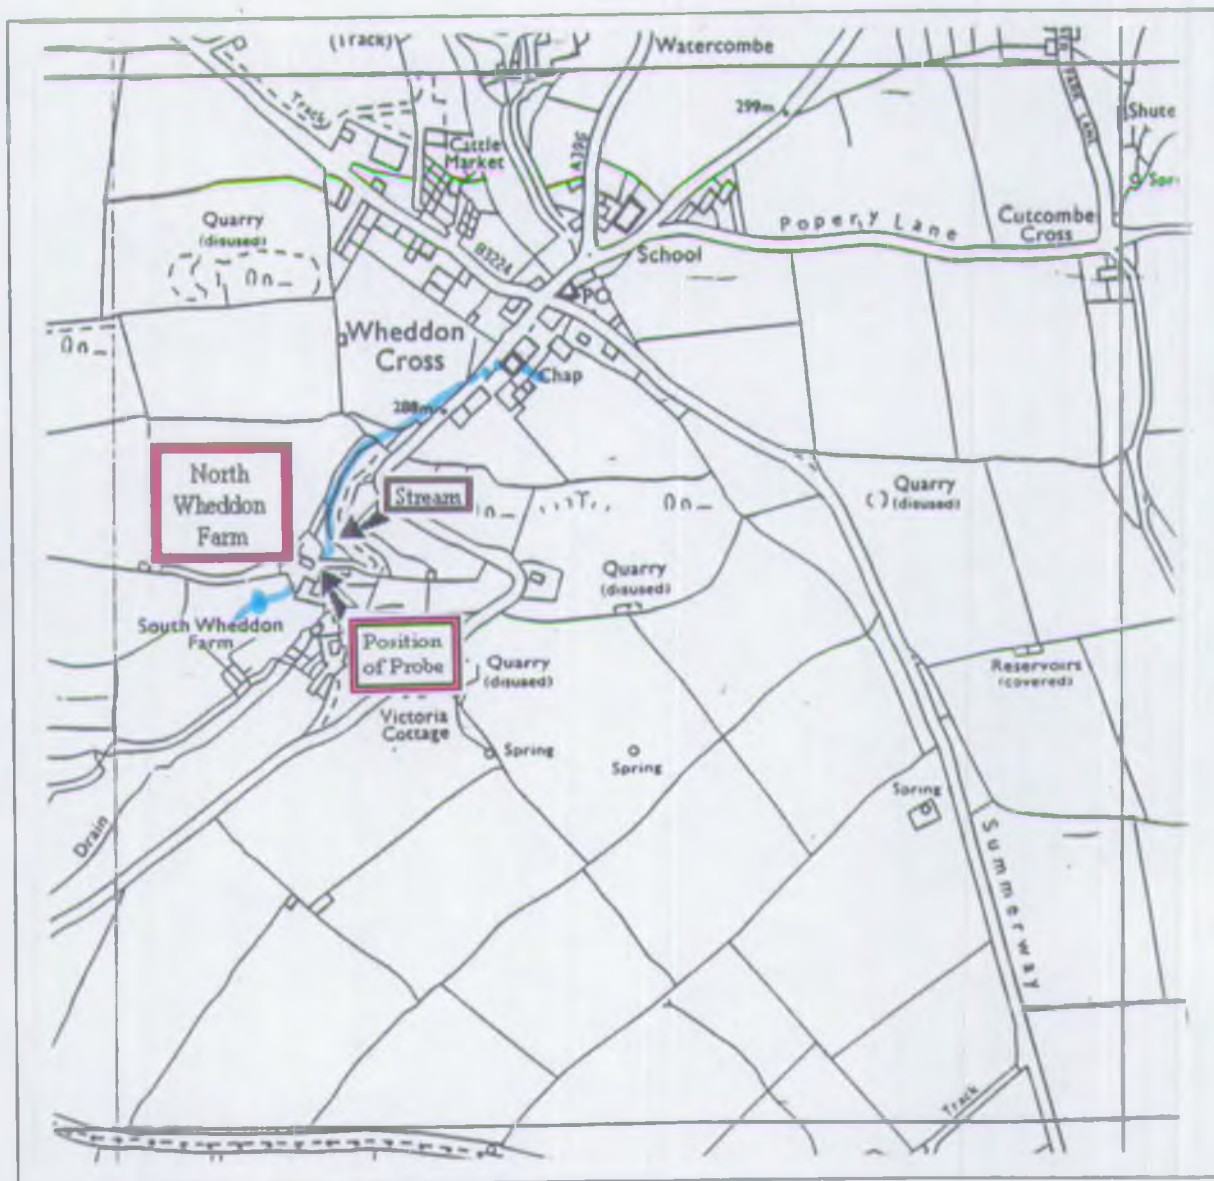 (Track)
Watercombe
Track
299m
PARK LANE
Shute
Cattle
Market
A396
Quarry
(disused)
Popery Lane
Cutcombe
Cross
B3224
School
PO
Wheddon
Cross
Chap
288m
North
Wheddon
Farm
Stream
Quarry
(disused)
Quarry
(disused)
South Wheddon
Farm
Position
of Probe
Quarry
(disused)
Reservoirs
(covered)
Victoria
Cottage
Spring
Spring
Spring
Drain
Summerway
Track